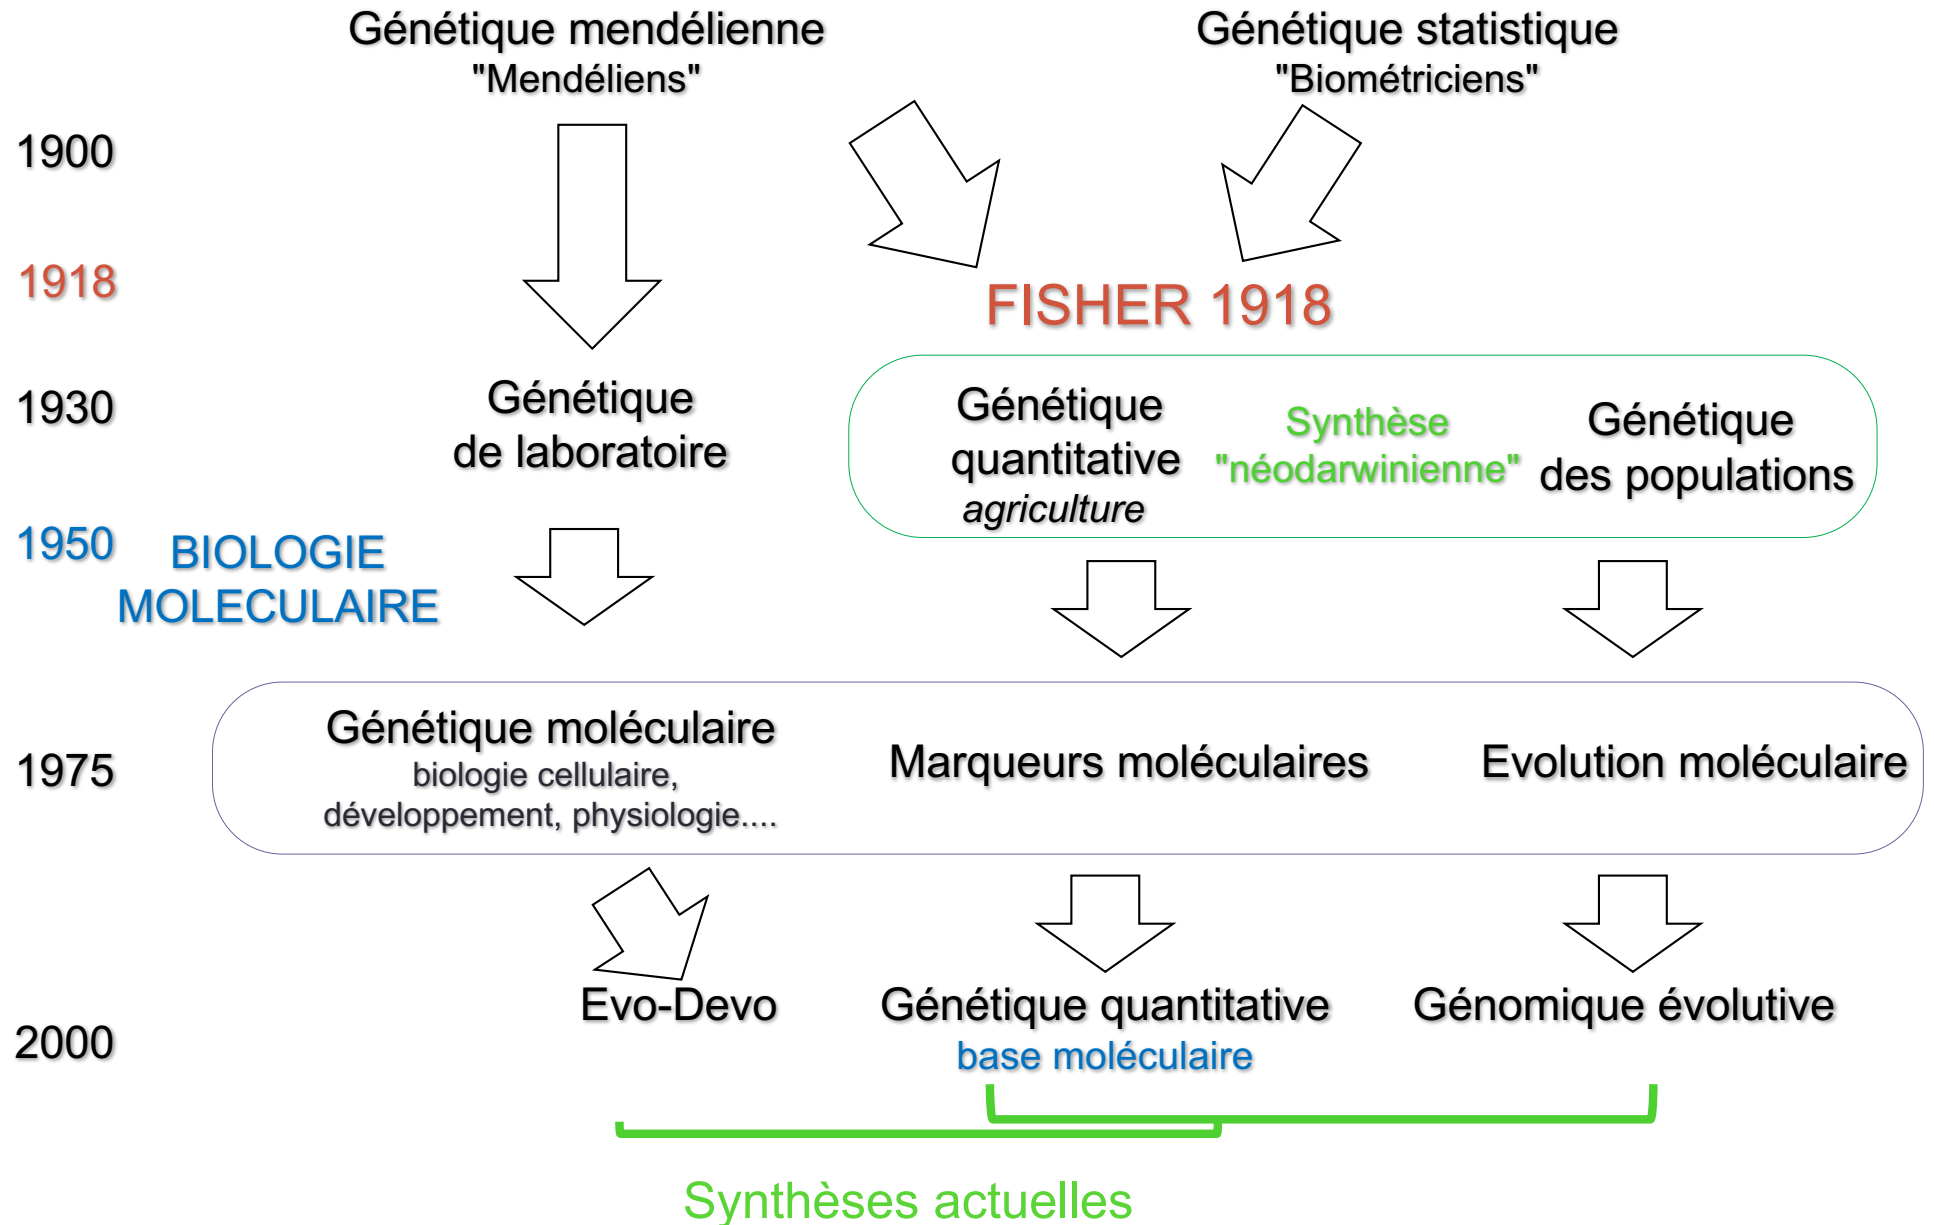 Génétique mendélienne
"Mendéliens"
Génétique statistique
"Biométriciens"
1900
1918
FISHER 1918
1930
Génétique
de laboratoire
Génétique
quantitative
agriculture
Synthèse
"néodarwinienne"
Génétique
des populations
1950
BIOLOGIE
MOLECULAIRE
1975
Génétique moléculaire
biologie cellulaire,
développement, physiologie....
Marqueurs moléculaires
Evolution moléculaire
2000
Evo-Devo
Génétique quantitative
base moléculaire
Génomique évolutive
Synthèses actuelles